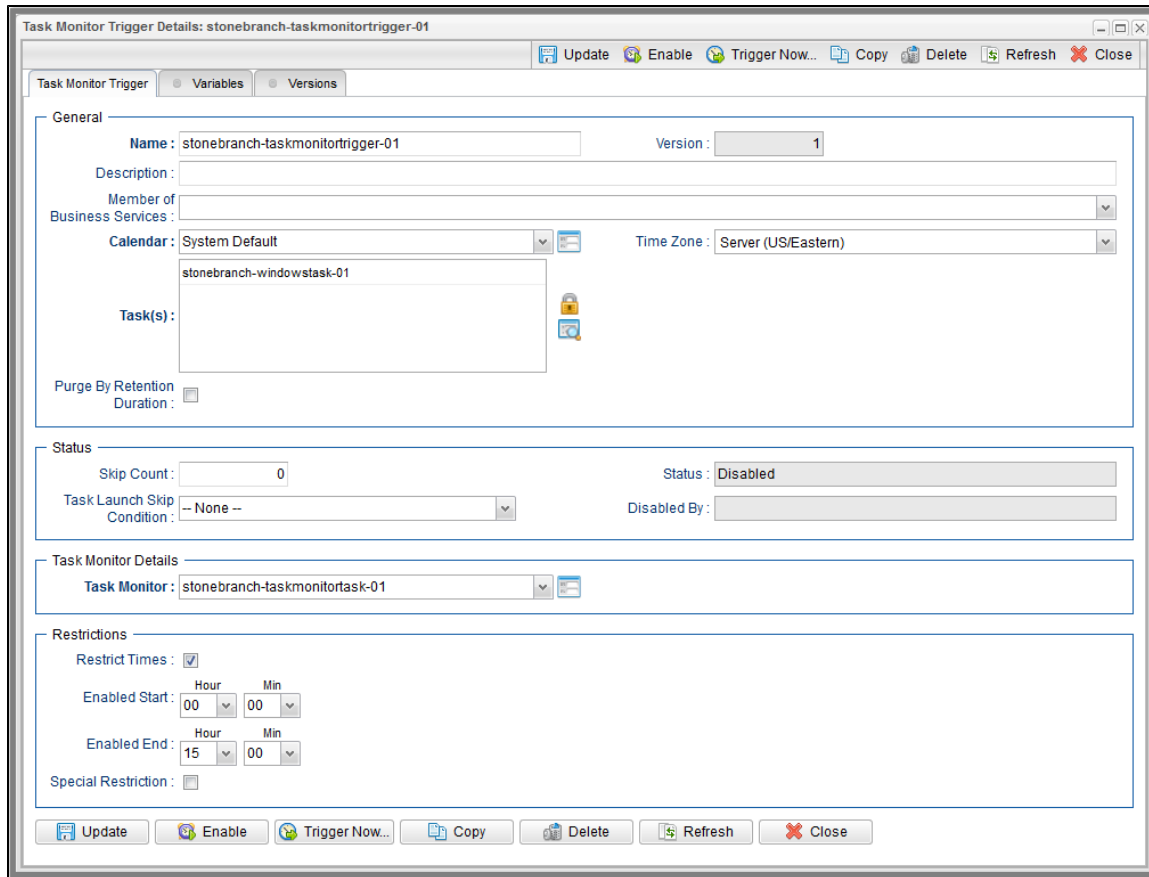 Task Monitor Trigger Details: stonebranch-taskmonitortrigger-01
Update Enable Trigger Now... Copy Delete Refresh Close
Task Monitor Trigger Variables Versions
General
Name : stonebranch-taskmonitortrigger-01 Version : 1
Description :
Member of
Business Services :
Calendar : System Default Time Zone : Server (US/Eastern)
stonebranch-windowstask-01
Task(s) :
Purge By Retention
Duration :
Status
Skip Count : 0 Status : Disabled
Task Launch Skip
Condition : -- None -- Disabled By :
Task Monitor Details
Task Monitor : stonebranch-taskmonitortask-01
Restrictions
Restrict Times :
Hour Min
Enabled Start : 00 00
Hour Min
Enabled End : 15 00
Special Restriction :
Update Enable Trigger Now... Copy Delete Refresh Close